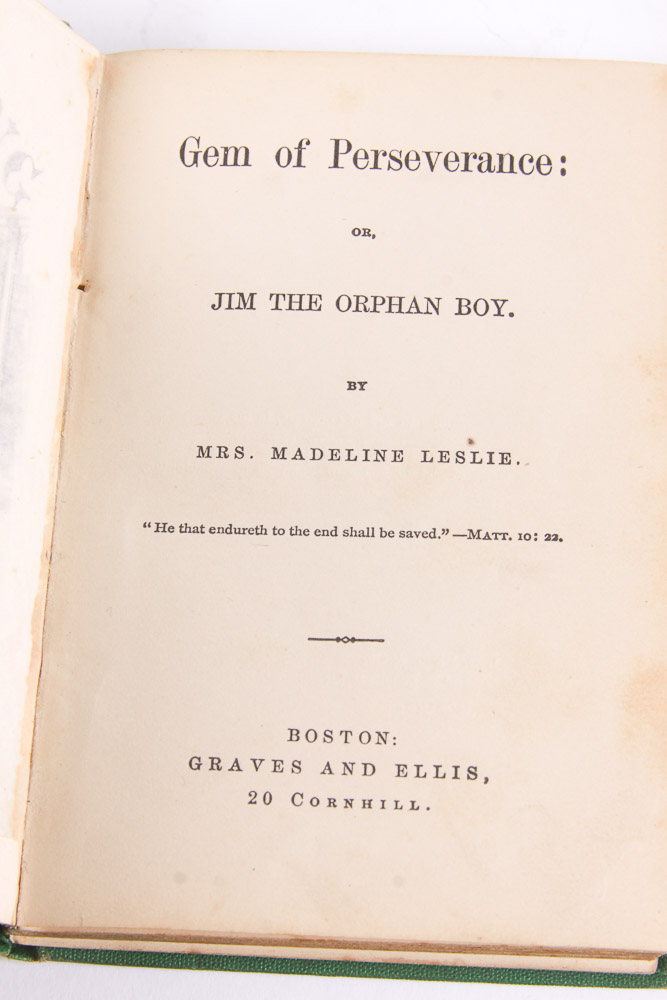 Gem of Perseverance:
OR,
JIM THE ORPHAN BOY.
BY
MRS. MADELINE LESLIE.
“He that endureth to the end shall be saved.”—MATT. 10: 22.
BOSTON:
GRAVES AND ELLIS,
20 CORNHILL.